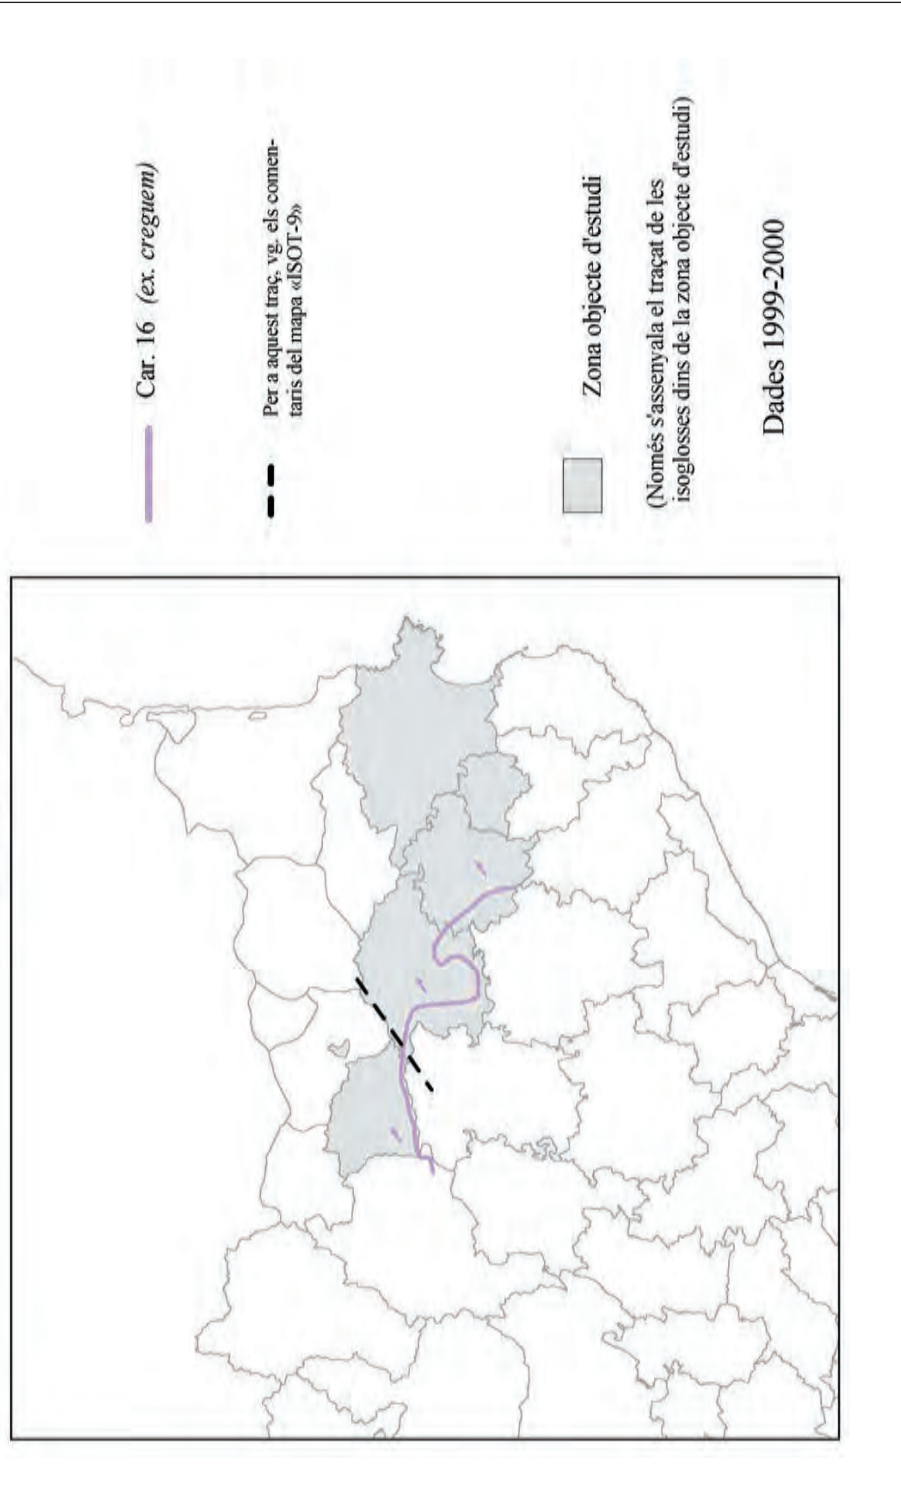 Car. 16 (ex. creguem)
Per a aquest traç, vg. els comen-
taris del mapa «ISOT-9»
Zona objecte d'estudi
(Només s'assenyala el traçat de les
isoglosses dins de la zona objecte d'estudi)
Dades 1999-2000